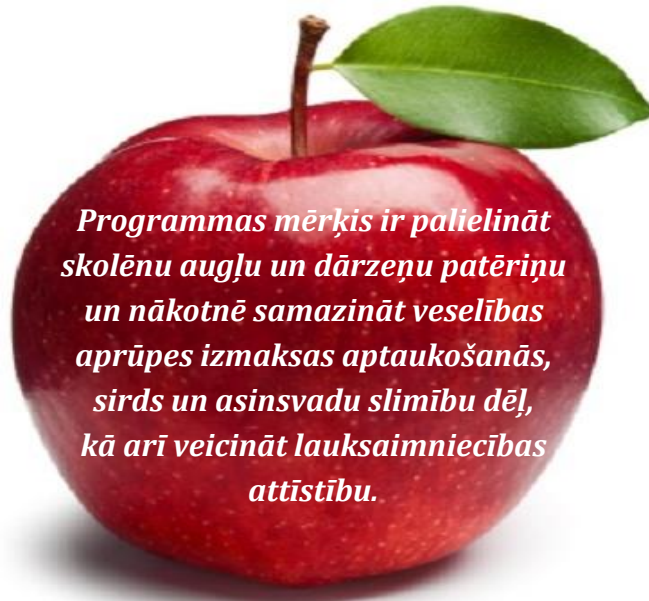 Programmas mērķis ir palielināt
skolēnu augļu un dārzeņu patēriņu
un nākotnē samazināt veselības
aprūpes izmaksas aptaukošanās,
sirds un asinsvadu slimību dēļ,
kā arī veicināt lauksaimniecības
attīstību.